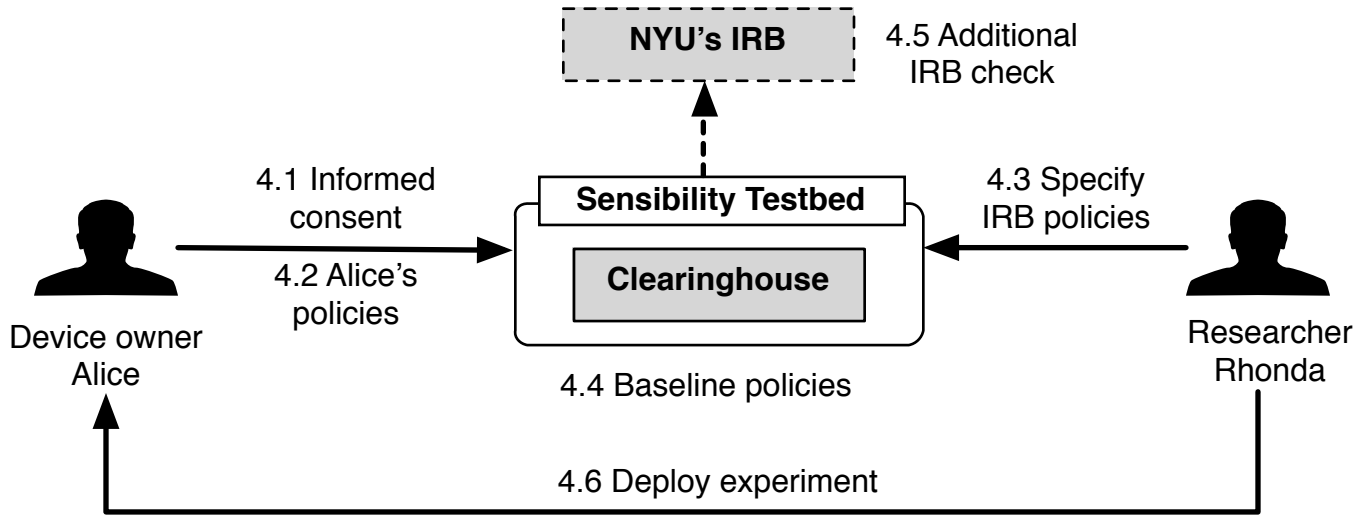 NYU's IRB
4.5 Additional
IRB check
4.1 Informed
consent
4.2 Alice's
policies
Sensibility Testbed
Clearinghouse
4.3 Specify
IRB policies
Device owner
Alice
4.4 Baseline policies
Researcher
Rhonda
4.6 Deploy experiment